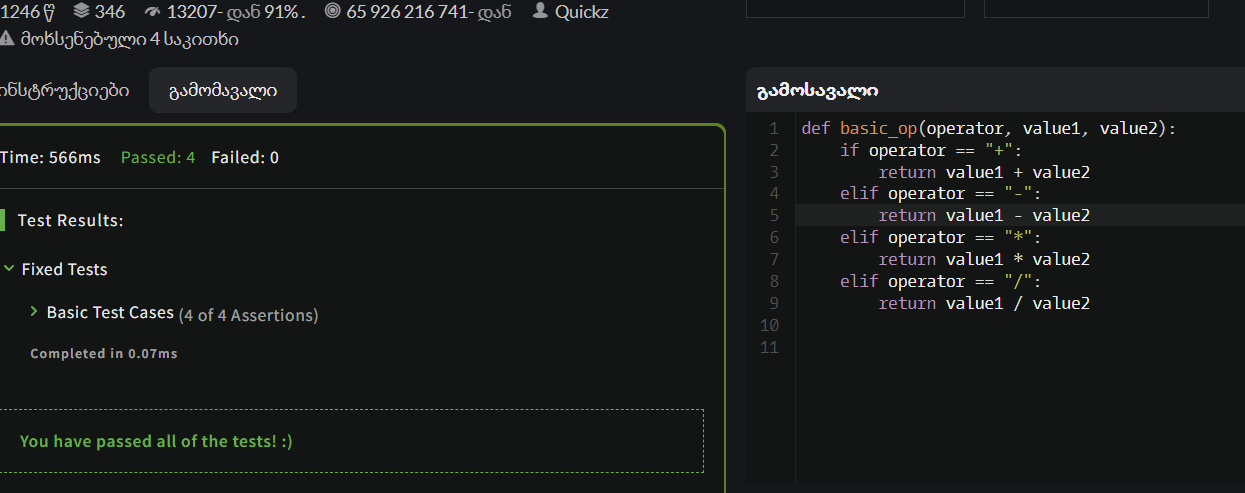 1246 წ 346 13207- დან 91% . 65 926 216 741- დან Quickz
მოხსენებული 4 საკითხი
ინსტრუქციები გამომავალი
Time: 566ms Passed: 4 Failed: 0
Test Results:
Fixed Tests
Basic Test Cases (4 of 4 Assertions)
Completed in 0.07ms
You have passed all of the tests! :)
გამოსავალი
1 def basic_op(operator, value1, value2):
2     if operator == "+":
3         return value1 + value2
4     elif operator == "-":
5         return value1 - value2
6     elif operator == "*":
7         return value1 * value2
8     elif operator == "/":
9         return value1 / value2
10
11